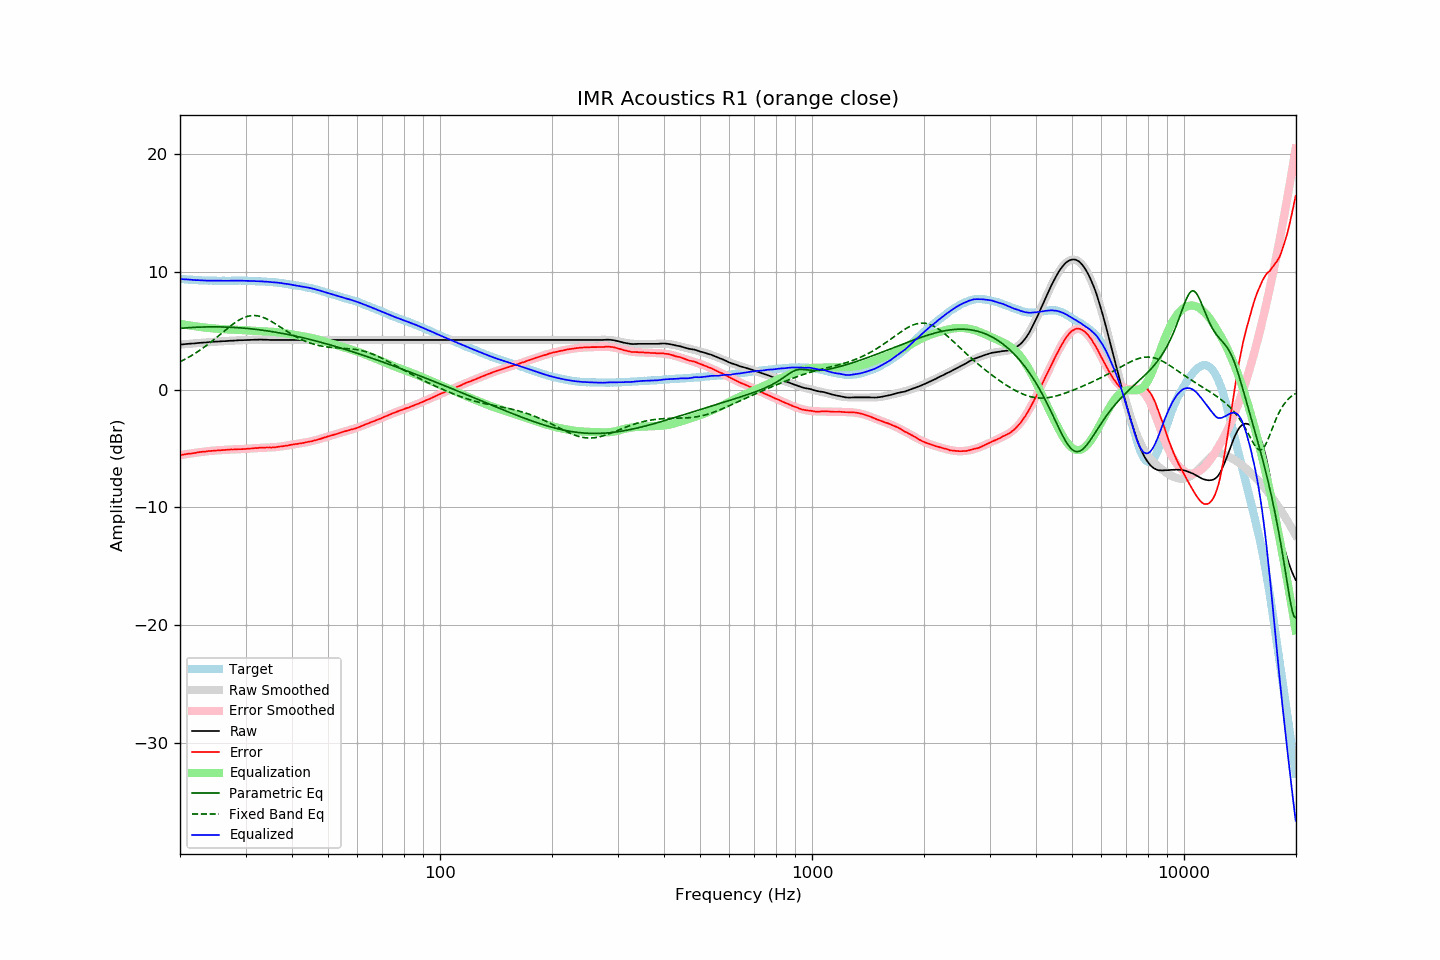 IMR Acoustics R1 (orange close)
20
10
0
−10
−20
−30
Amplitude (dBr)
Target
Raw Smoothed
Error Smoothed
Raw
Error
Equalization
Parametric Eq
Fixed Band Eq
Equalized
100
1000
10000
Frequency (Hz)